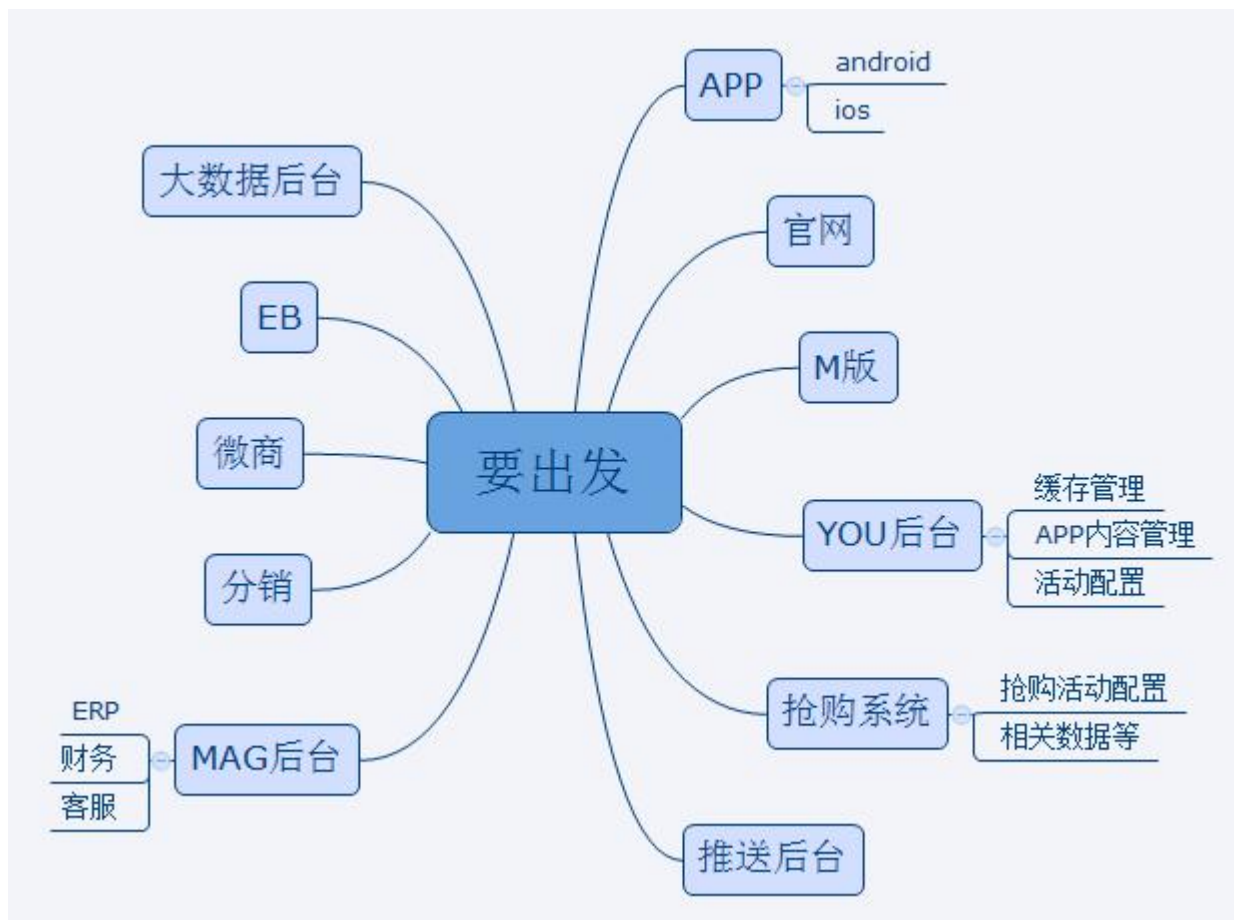 要出发
APP
android
ios
官网
M版
YOU后台
缓存管理
APP内容管理
活动配置
抢购系统
抢购活动配置
相关数据等
推送后台
大数据后台
EB
微商
分销
MAG后台
ERP
财务
客服